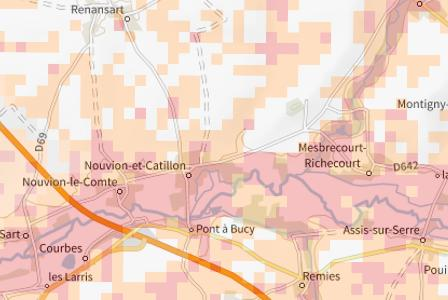 Renansart
Montigny-
D69
Mesbrecourt-
Richecourt
D642
Nouvion-et-Catillon
Nouvion-le-Comte
la
Sart
Pont à Bucy
Assis-sur-Serre
Courbes
Poui
les Larris
Remies